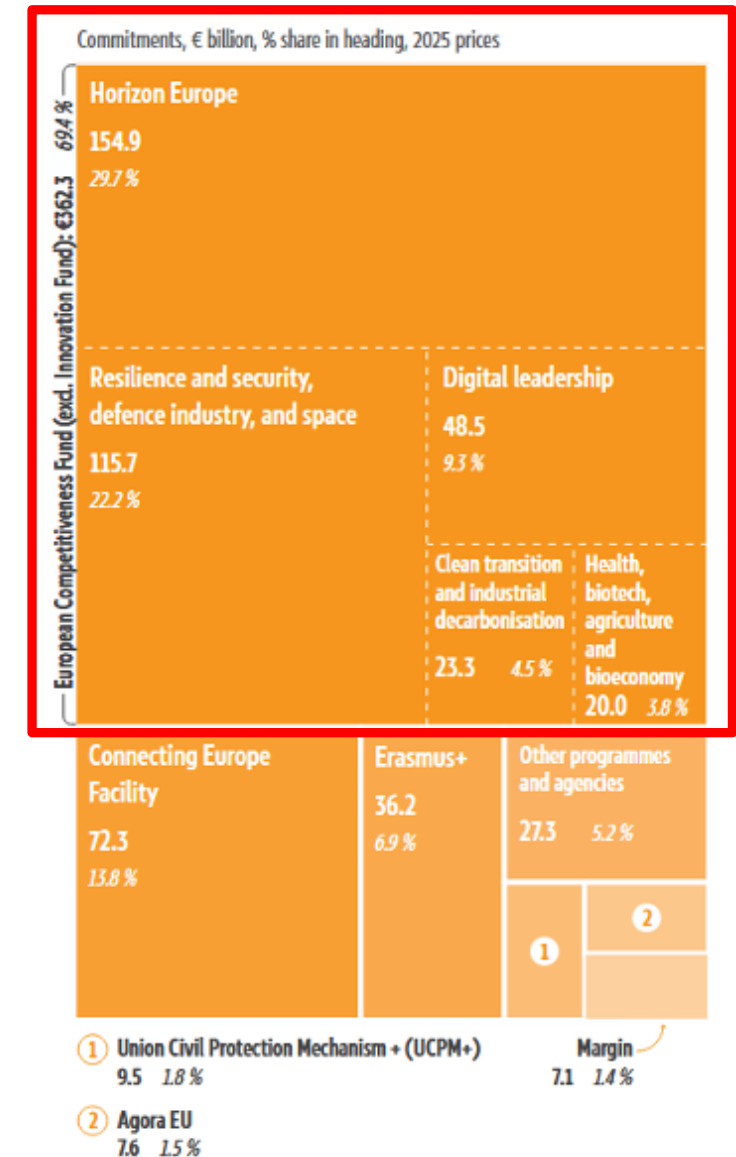 Commitments, € billion, % share in heading, 2025 prices
European Competitiveness Fund (excl. Innovation Fund): €362.3 69.4 %
Horizon Europe
154.9
29.7 %
Resilience and security,
defence industry, and space
115.7
22.2 %
Digital leadership
48.5
9.3 %
Clean transition
and industrial
decarbonisation
23.3 4.5 %
Health,
biotech,
agriculture
and
bioeconomy
20.0 3.8 %
Connecting Europe
Facility
72.3
13.8 %
Erasmus+
36.2
6.9 %
Other programmes
and agencies
27.3 5.2 %
1
2
1 Union Civil Protection Mechanism + (UCPM+)
9.5 1.8 %
Margin
7.1 1.4 %
2 Agora EU
7.6 1.5 %